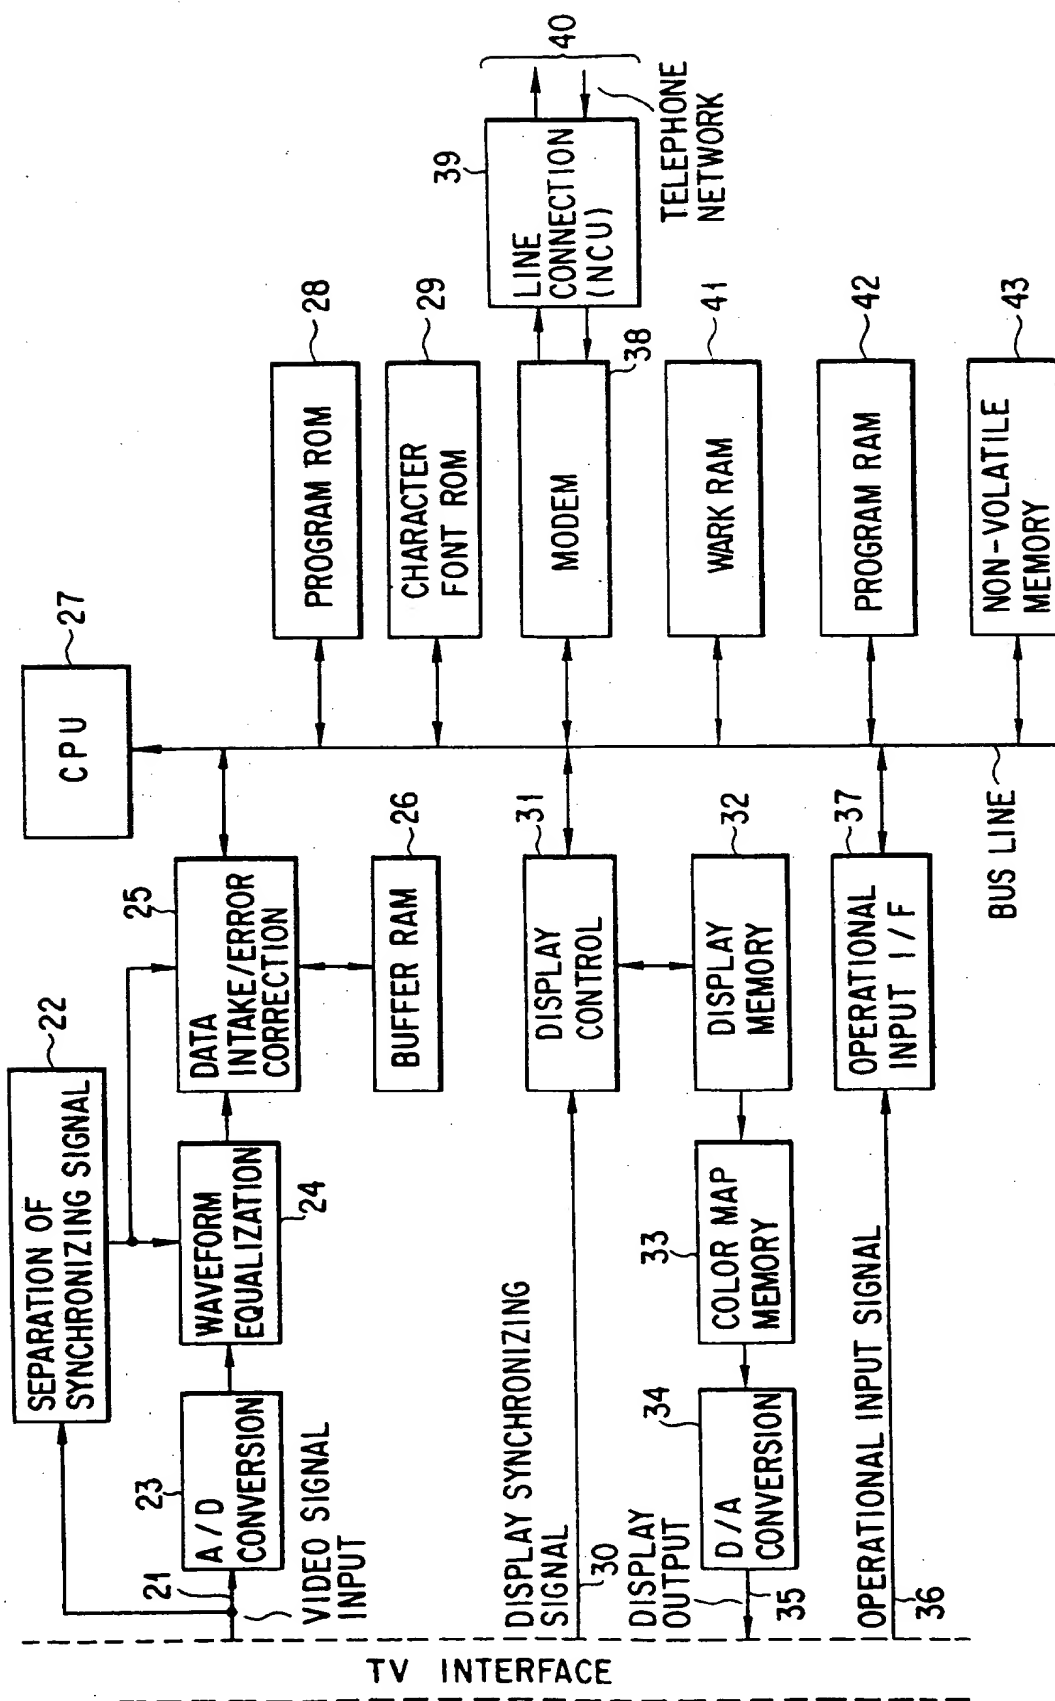 SEPARATION OF
SYNCHRONIZING SIGNAL
22
CPU
27
A/D
CONVERSION
23
21
VIDEO SIGNAL
INPUT
WAVEFORM
EQUALIZATION
24
DATA
INTAKE/ERROR
CORRECTION
25
BUFFER RAM
26
PROGRAM ROM
28
CHARACTER
FONT ROM
29
DISPLAY SYNCHRONIZING
SIGNAL
30
DISPLAY
CONTROL
31
MODEM
38
LINE
CONNECTION
(NCU)
39
40
TELEPHONE
NETWORK
DISPLAY
OUTPUT
35
D/A
CONVERSION
34
COLOR MAP
MEMORY
33
DISPLAY
MEMORY
32
WARK RAM
41
OPERATIONAL INPUT SIGNAL
36
OPERATIONAL
INPUT I/F
37
PROGRAM RAM
42
BUS LINE
NON-VOLATILE
MEMORY
43
TV INTERFACE